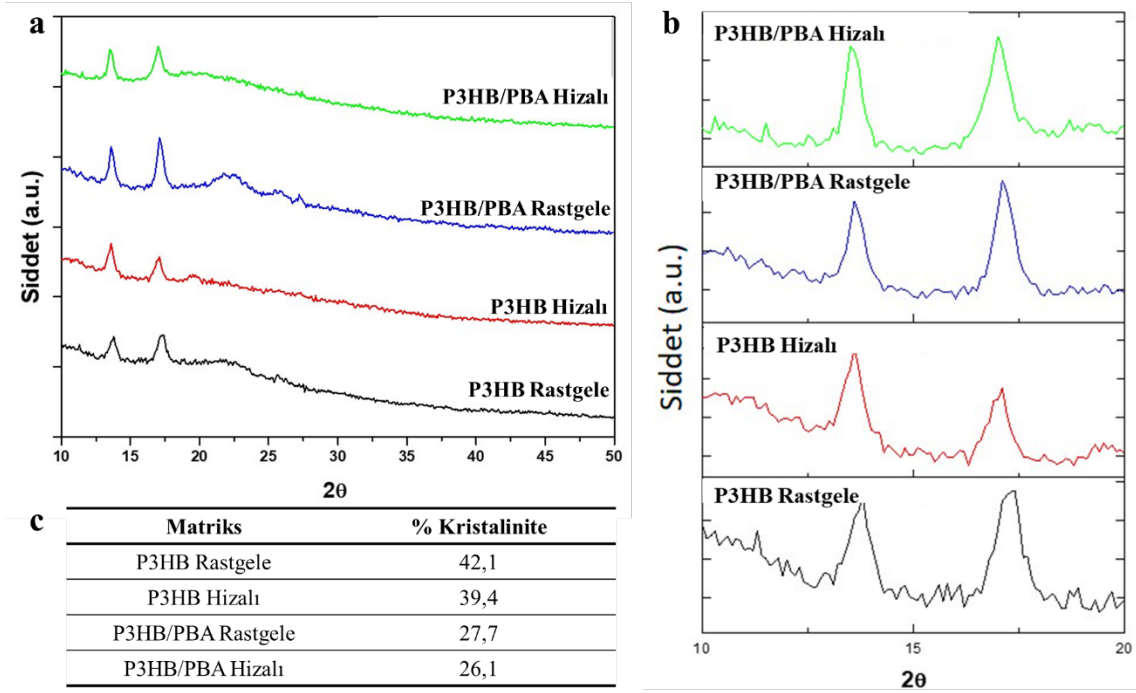 a
P3HB/PBA Hizalı
P3HB/PBA Rastgele
P3HB Hizalı
P3HB Rastgele
Siddet (a.u.)
10 15 20 25 30 35 40 45 50
2θ
b
P3HB/PBA Hizalı
P3HB/PBA Rastgele
P3HB Hizalı
P3HB Rastgele
Siddet (a.u.)
10 15 20
2θ
c
Matriks % Kristalinite
P3HB Rastgele 42,1
P3HB Hizalı 39,4
P3HB/PBA Rastgele 27,7
P3HB/PBA Hizalı 26,1